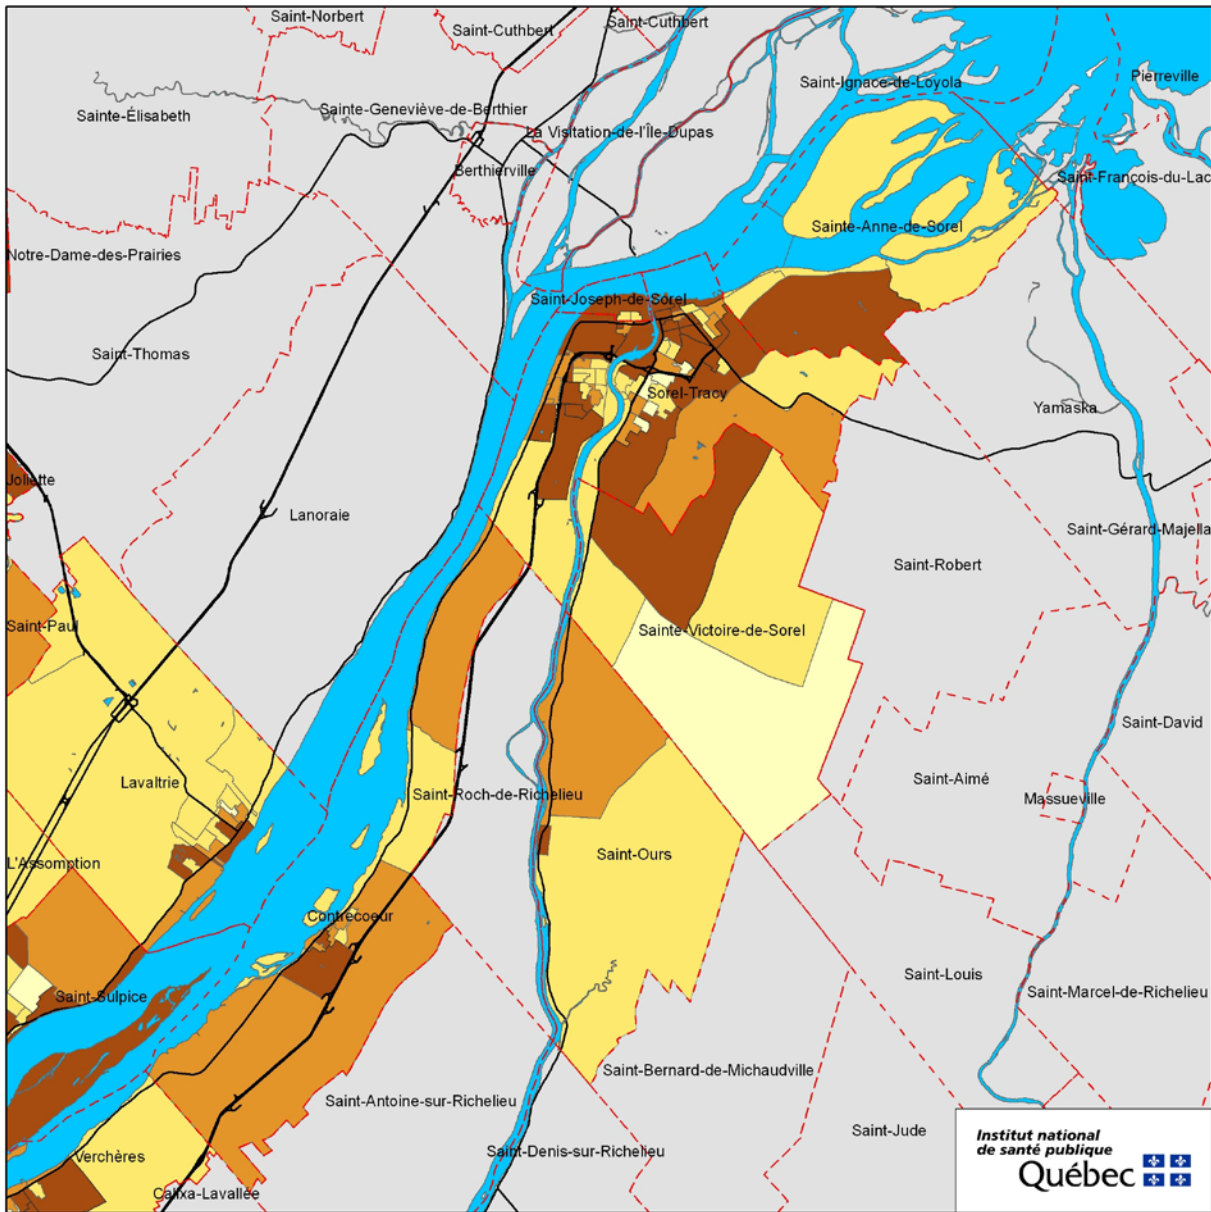 Saint-Norbert
Saint-Cuthbert
Saint-Cuthbert
Saint-Ignace-de-Loyola
Pierreville
Sainte-Élisabeth
Sainte-Geneviève-de-Berthier
La Visitation-de-l'Île-Dupas
Berthierville
Saint-François-du-Lac
Sainte-Anne-de-Sorel
Notre-Dame-des-Prairies
Saint-Joseph-de-Sorel
Saint-Thomas
Sorel-Tracy
Yamaska
Joliette
Lanoraie
Saint-Gérard-Majella
Saint-Robert
Saint-Paul
Sainte-Victoire-de-Sorel
Saint-David
Lavaltrie
Saint-Aimé
Saint-Roch-de-Richelieu
Massueville
L'Assomption
Saint-Ours
Contrecoeur
Saint-Louis
Saint-Sulpice
Saint-Marcel-de-Richelieu
Saint-Bernard-de-Michaudville
Saint-Antoine-sur-Richelieu
Saint-Jude
Saint-Denis-sur-Richelieu
Verchères
Calixa-Lavallée
Institut national
de santé publique
Québec